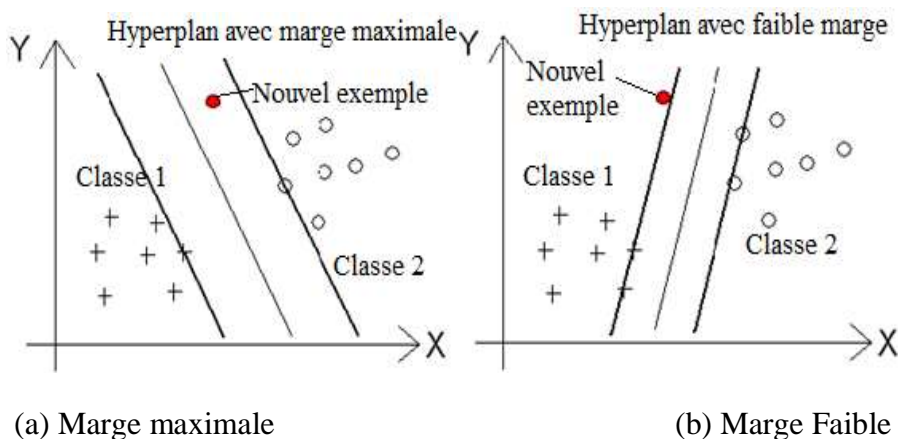 Y
Hyperplan avec marge maximale
Nouvel exemple
Classe 1
Classe 2
X
Y
Hyperplan avec faible marge
Nouvel
exemple
Classe 1
Classe 2
X
(a) Marge maximale
(b) Marge Faible